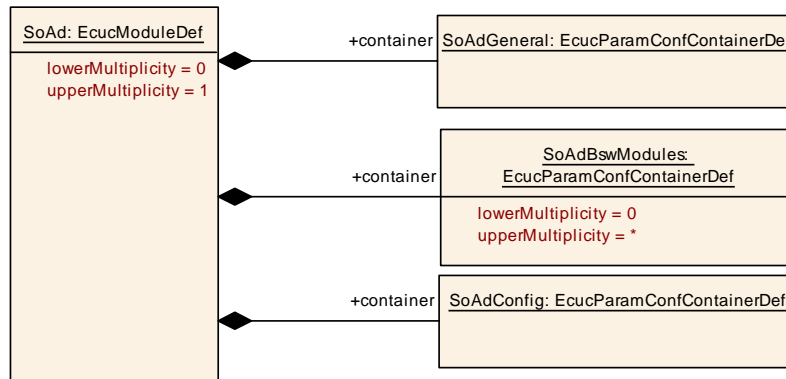 SoAd: EcucModuleDef
lowerMultiplicity = 0
upperMultiplicity = 1
+container
SoAdGeneral: EcucParamConfContainerDe
+container
SoAdBswModules:
EcucParamConfContainerDef
lowerMultiplicity = 0
upperMultiplicity = *
+container
SoAdConfig: EcucParamConfContainerDef